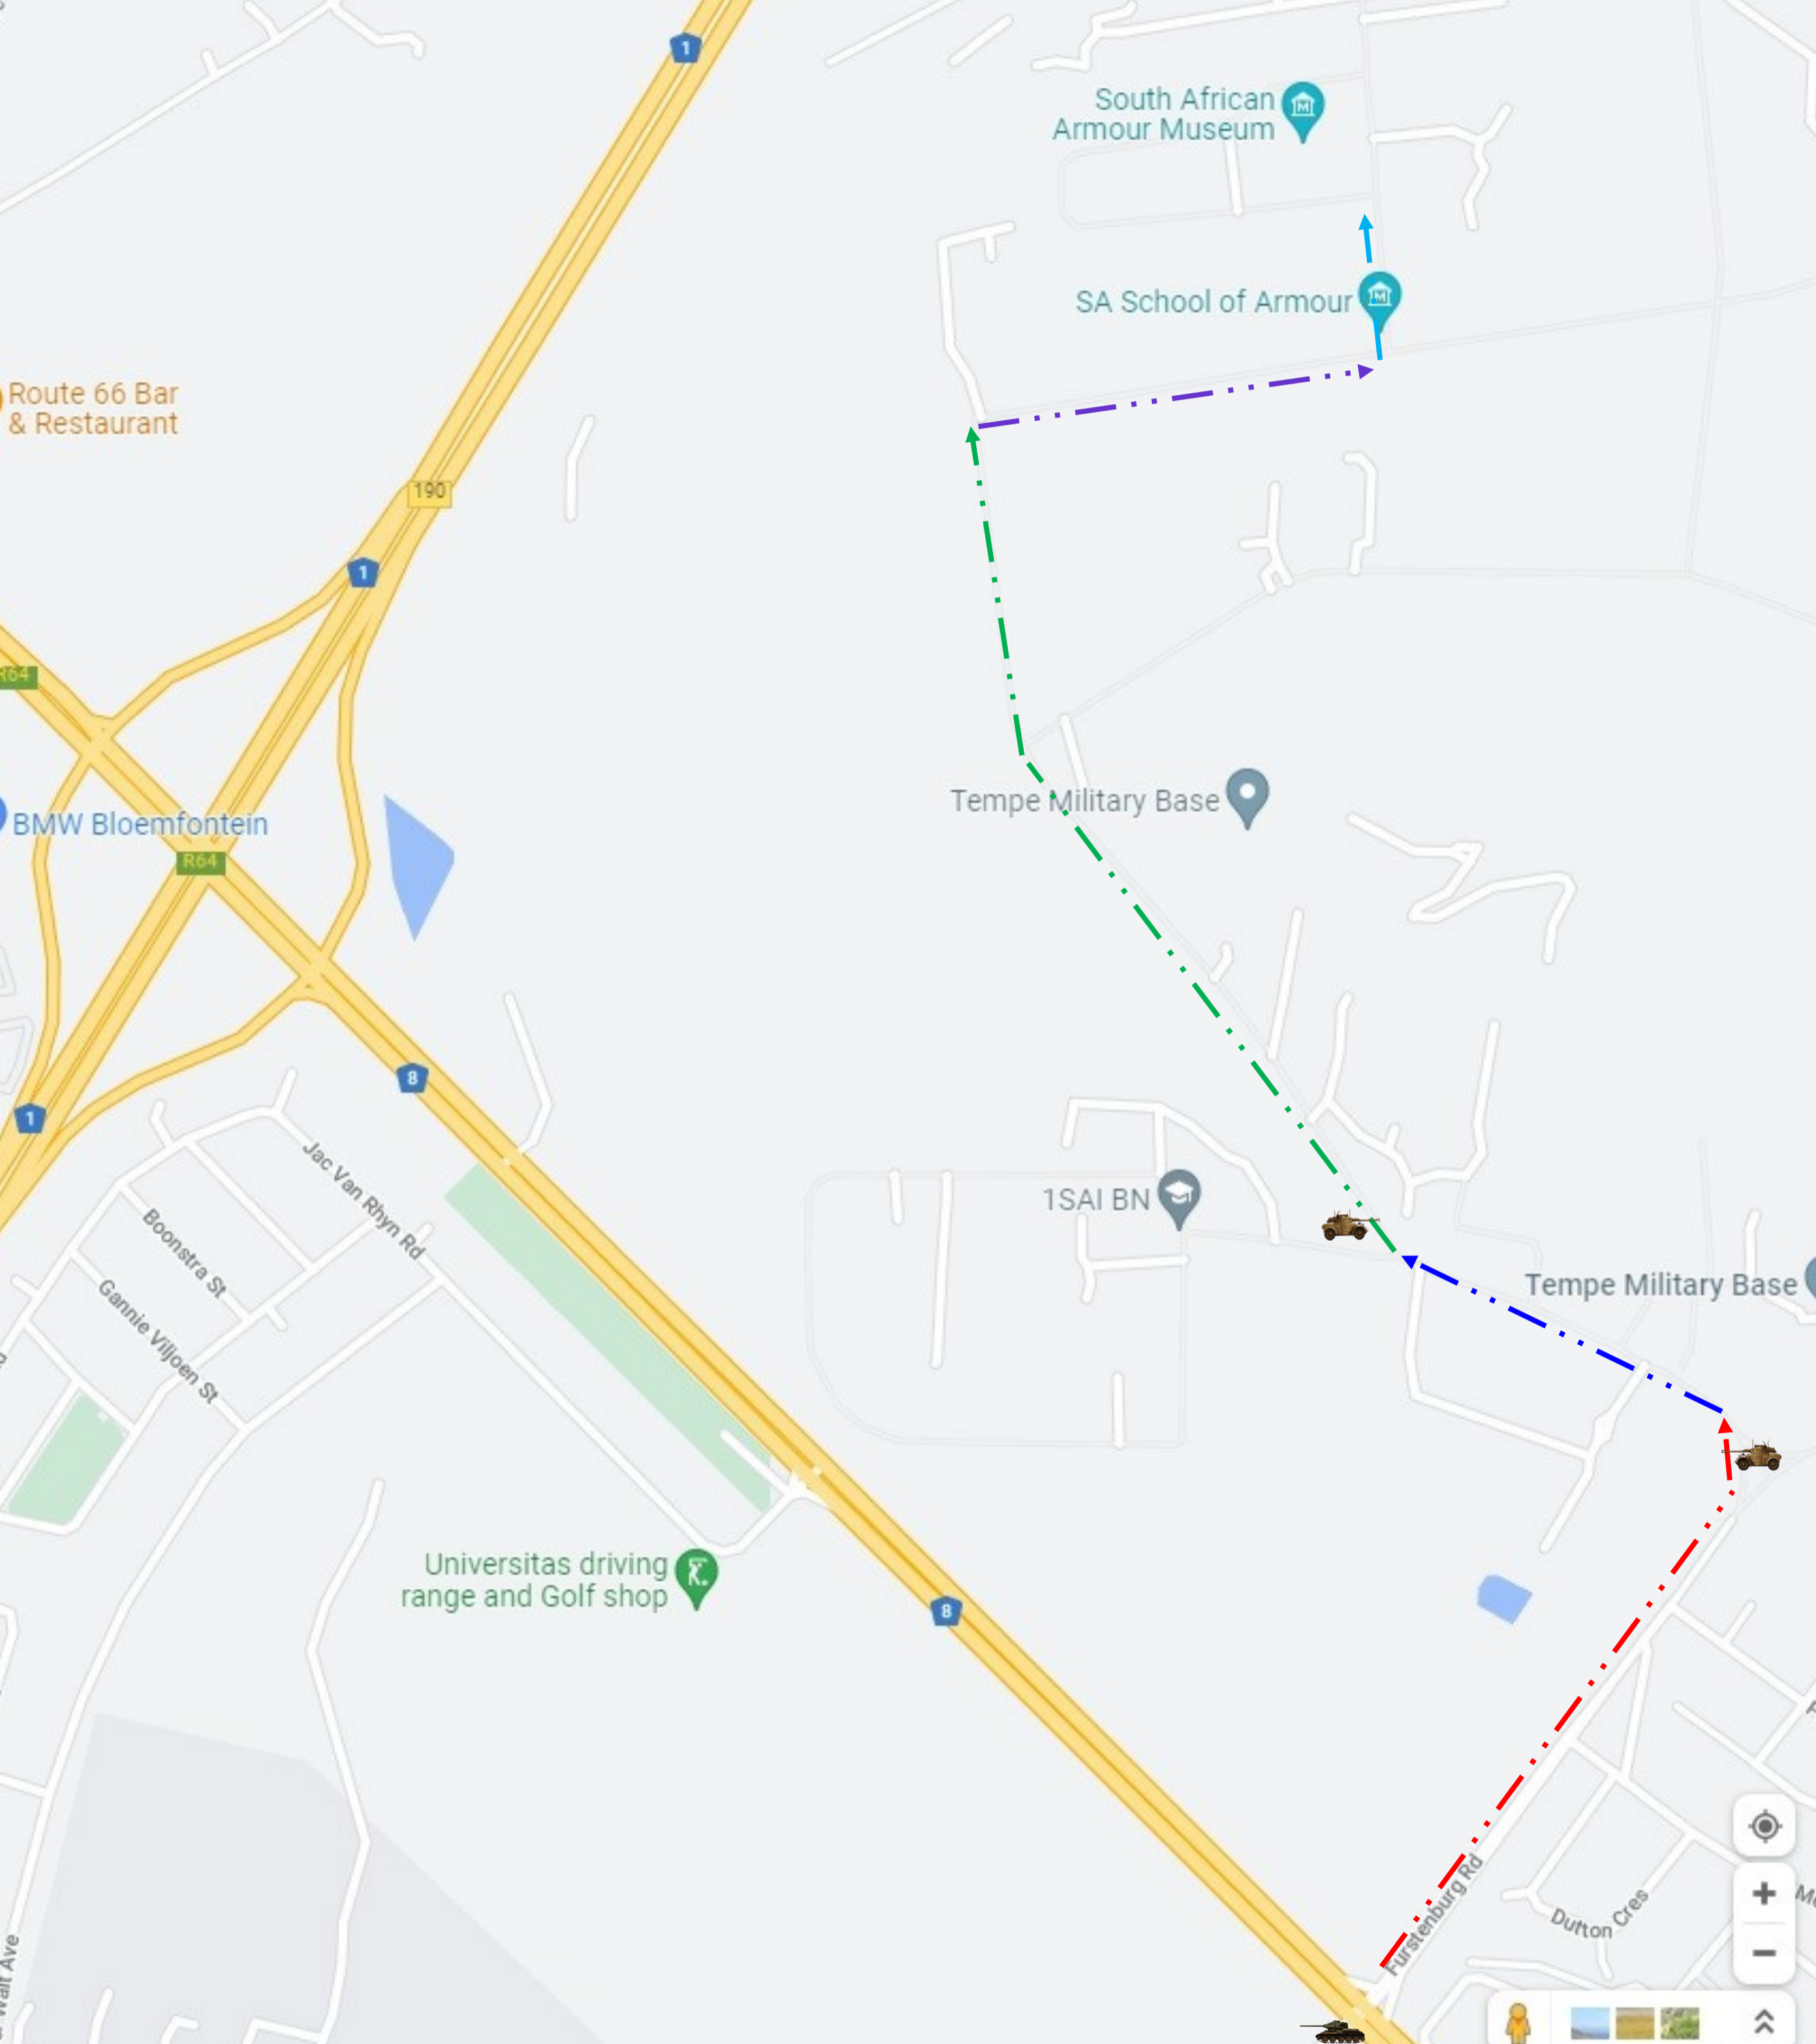 1
South African
Armour Museum
SA School of Armour
Route 66 Bar
& Restaurant
190
1
R64
Tempe Military Base
BMW Bloemfontein
R64
8
1
Jac Van Rhyn Rd
1SAI BN
Boonstra St
Tempe Military Base
Gannie Viljoen St
Universitas driving
range and Golf shop
8
Furstenburg Rd
Dutton Cres
Ave